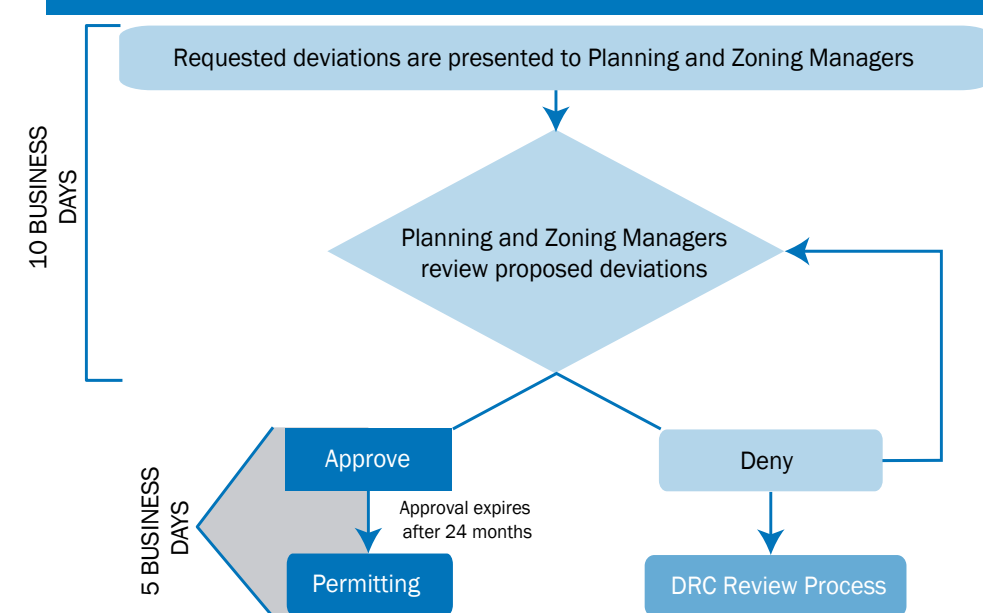 Requested deviations are presented to Planning and Zoning Managers
10 BUSINESS
DAYS
Planning and Zoning Managers
review proposed deviations
Approve
Deny
5 BUSINESS
DAYS
Approval expires
after 24 months
Permitting
DRC Review Process